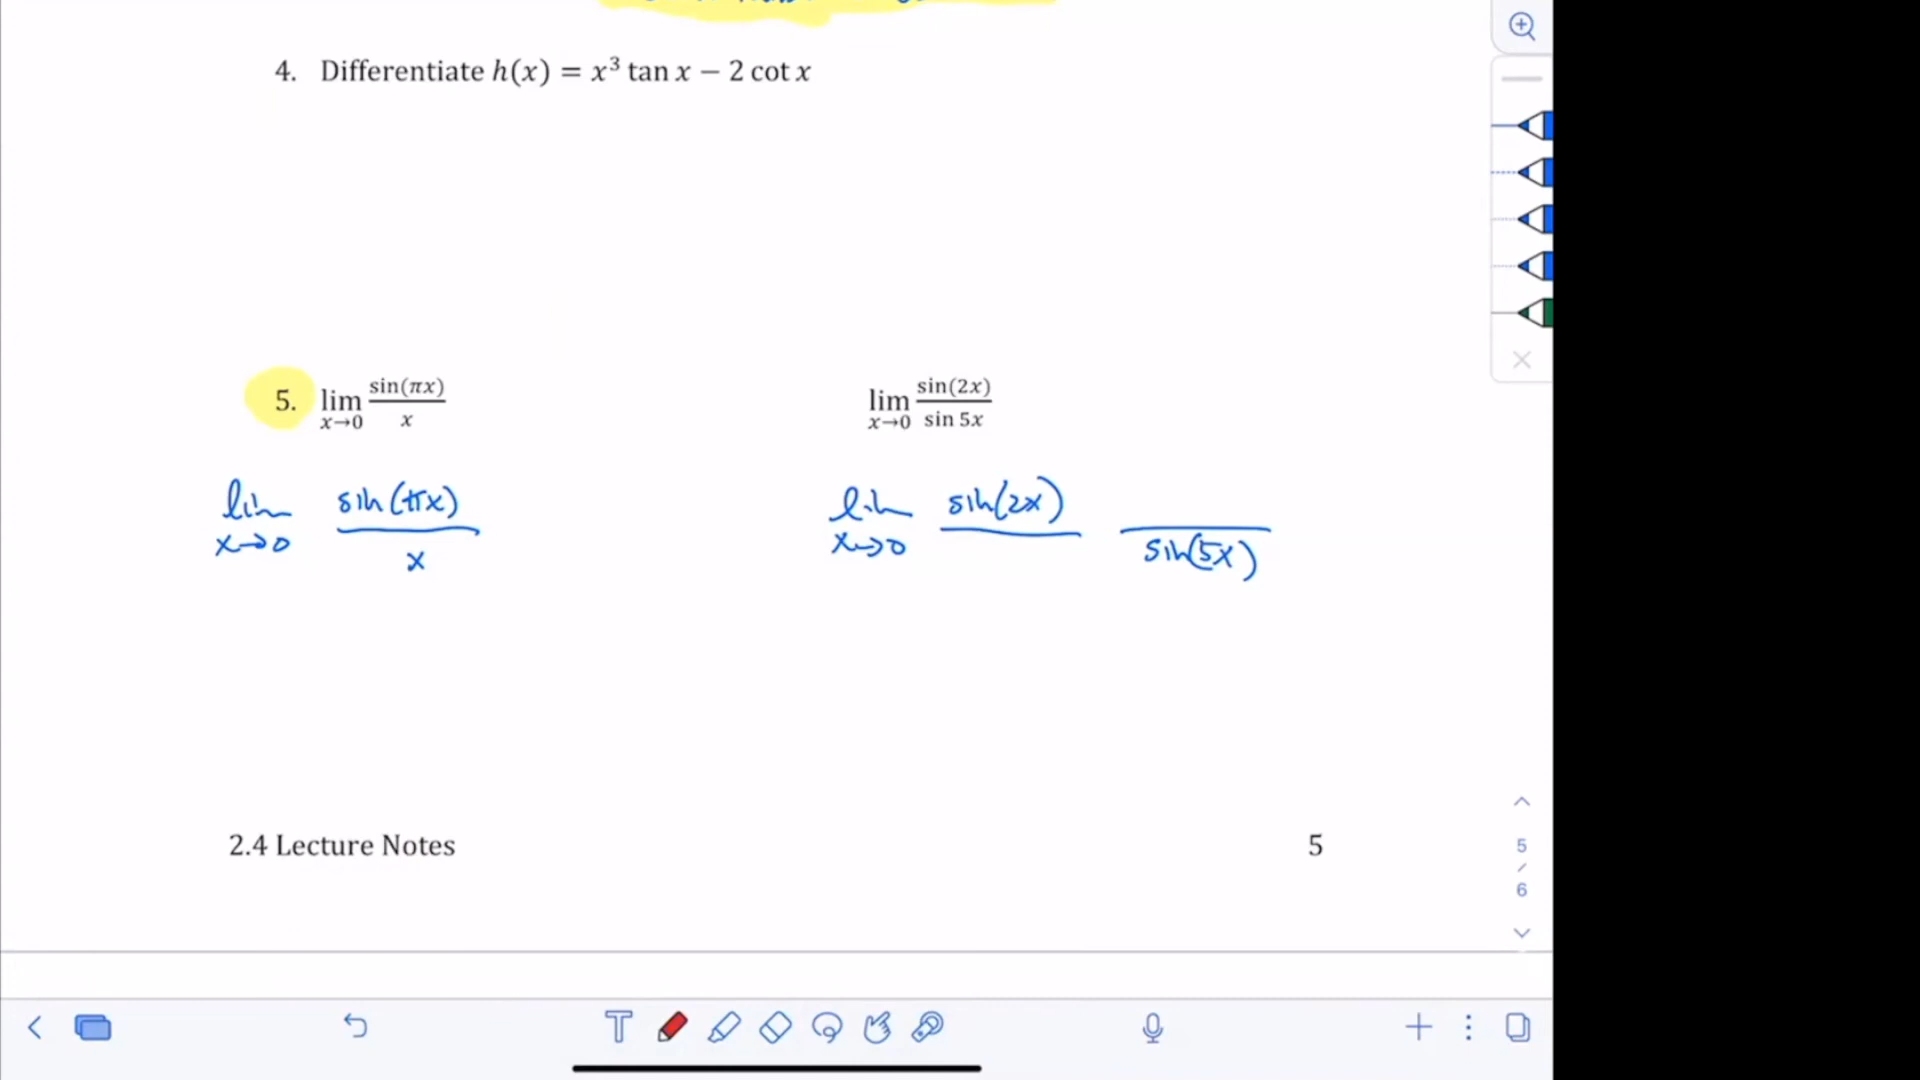 4. Differentiate h(x) = x³ tan x − 2 cot x
5. lim x→0 sin(πx)/x
lim x→0 sin(2x)/sin 5x
lim x→0 sin(πx)/x
lim x→0 sin(2x)/ /sin(5x)
2.4 Lecture Notes 5
5
/
6
T